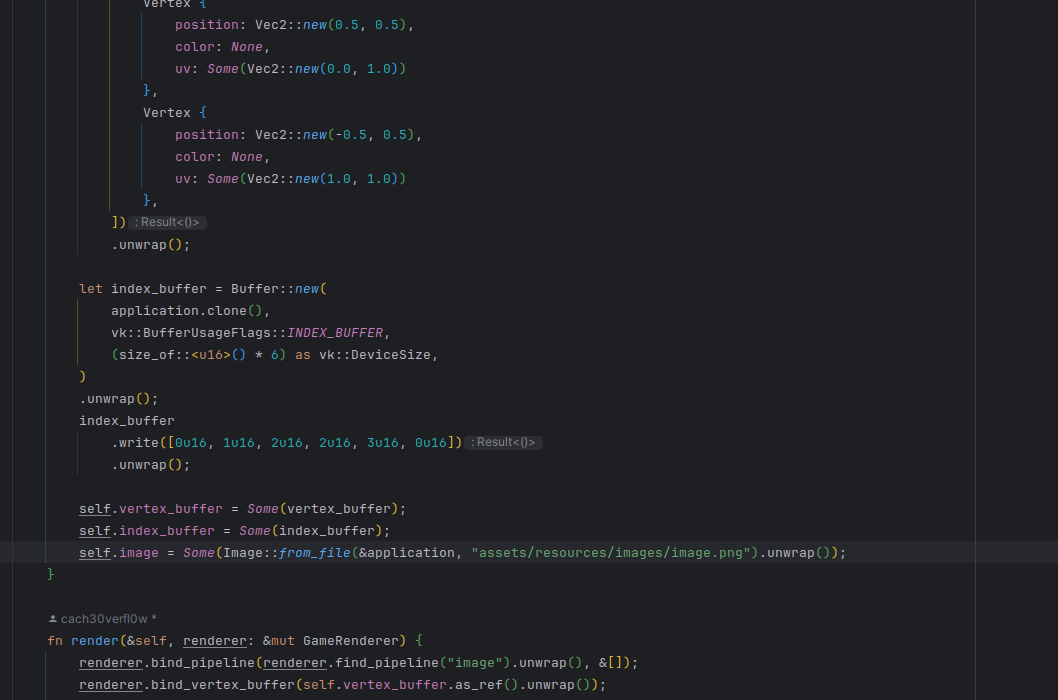 Vertex {
position: Vec2::new(0.5, 0.5),
color: None,
uv: Some(Vec2::new(0.0, 1.0))
},
Vertex {
position: Vec2::new(-0.5, 0.5),
color: None,
uv: Some(Vec2::new(1.0, 1.0))
},
]) : Result<()>
.unwrap();
let index_buffer = Buffer::new(
application.clone(),
vk::BufferUsageFlags::INDEX_BUFFER,
(size_of::<u16>() * 6) as vk::DeviceSize,
)
.unwrap();
index_buffer
.write([0u16, 1u16, 2u16, 2u16, 3u16, 0u16]) : Result<()>
.unwrap();
self.vertex_buffer = Some(vertex_buffer);
self.index_buffer = Some(index_buffer);
self.image = Some(Image::from_file(&application, "assets/resources/images/image.png").unwrap());
}
cach30verfl0w *
fn render(&self, renderer: &mut GameRenderer) {
renderer.bind_pipeline(renderer.find_pipeline("image").unwrap(), &[]);
renderer.bind_vertex_buffer(self.vertex_buffer.as_ref().unwrap());